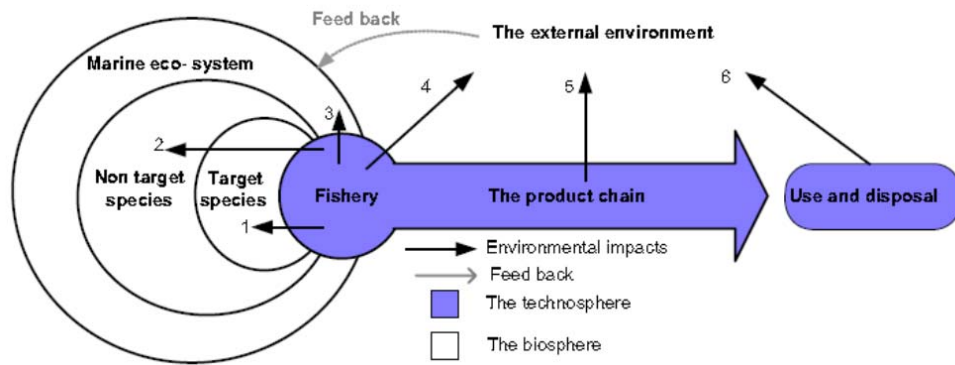 Feed back
The external environment
Marine eco- system
4
5
6
3
2
Non target
species
Target
species
Fishery
The product chain
Use and disposal
1
Environmental impacts
Feed back
The technosphere
The biosphere